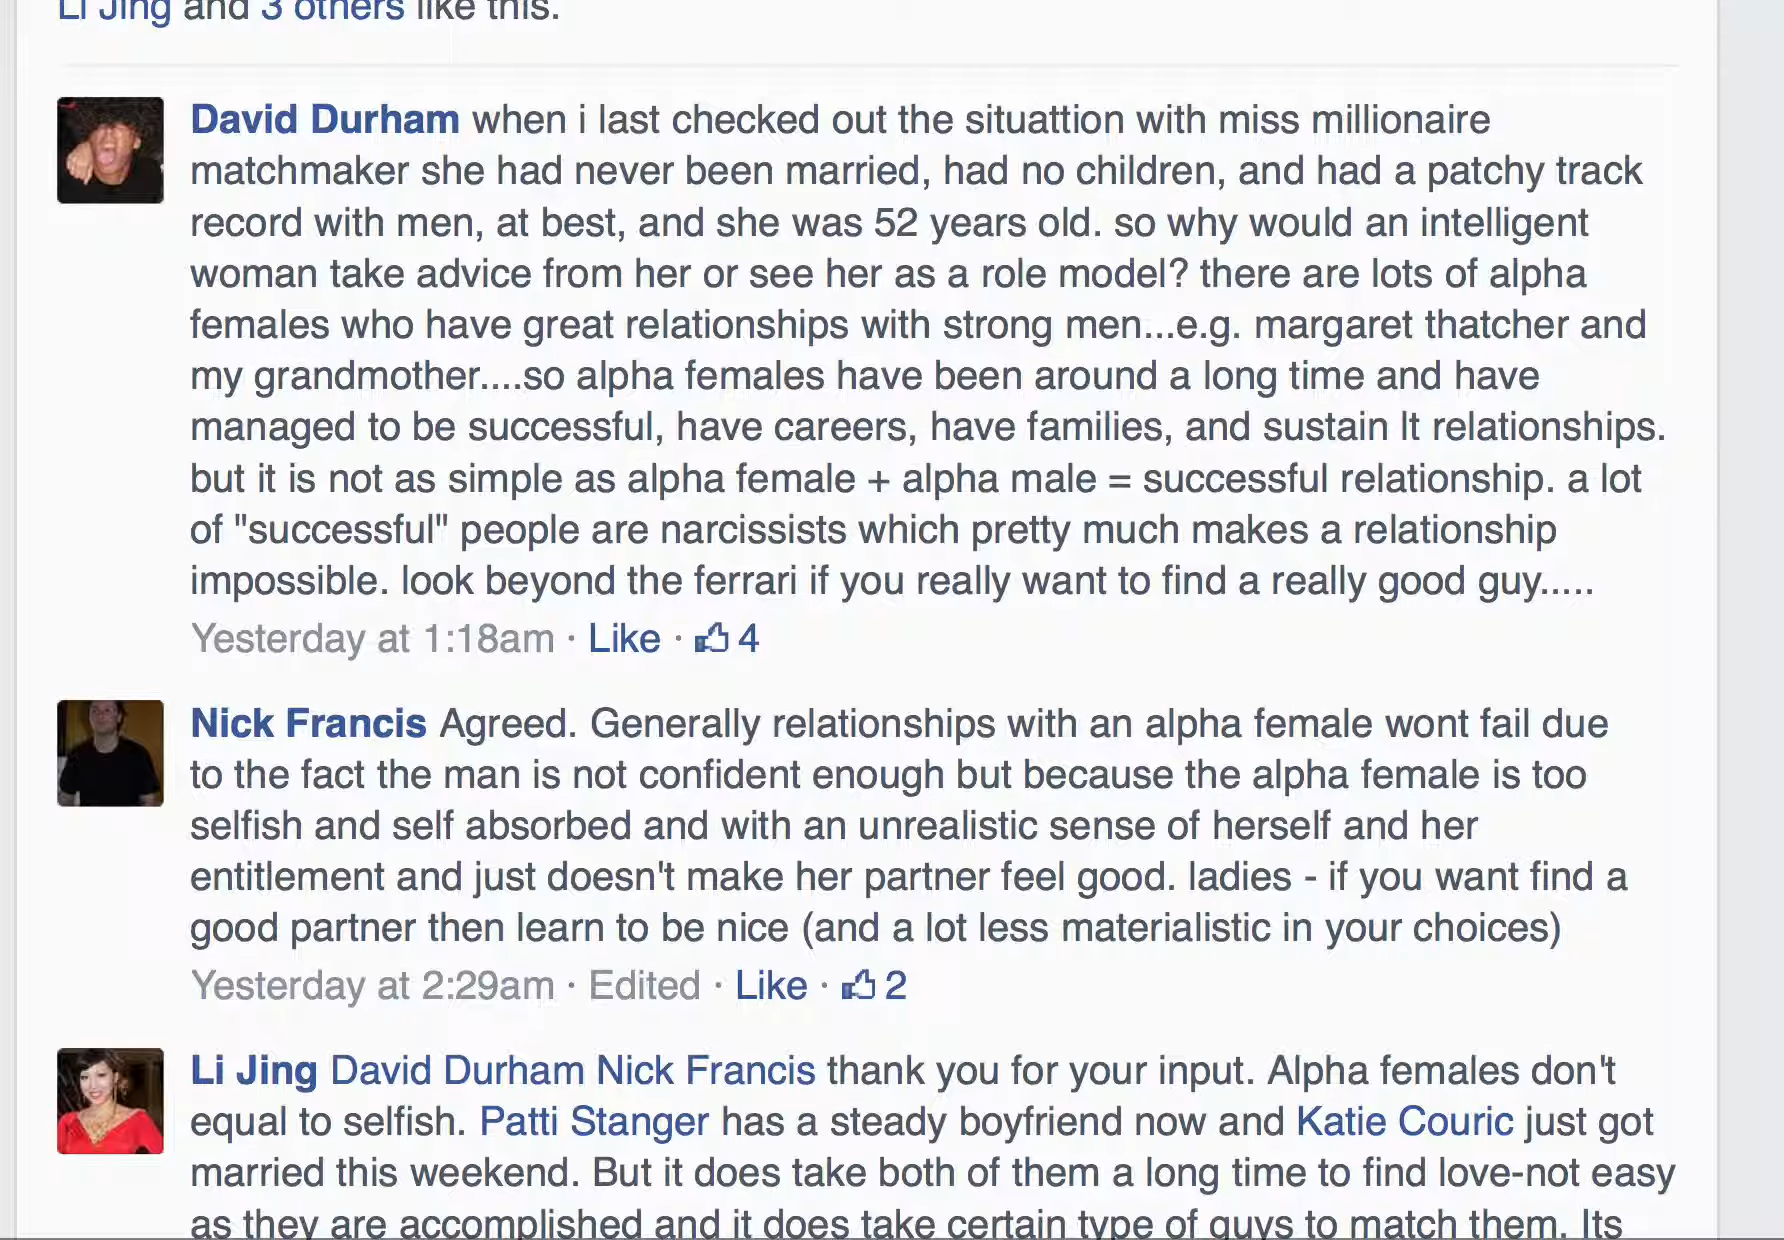 Li Jing and 3 others like this.
David Durham when i last checked out the situattion with miss millionaire
matchmaker she had never been married, had no children, and had a patchy track
record with men, at best, and she was 52 years old. so why would an intelligent
woman take advice from her or see her as a role model? there are lots of alpha
females who have great relationships with strong men...e.g. margaret thatcher and
my grandmother....so alpha females have been around a long time and have
managed to be successful, have careers, have families, and sustain lt relationships.
but it is not as simple as alpha female + alpha male = successful relationship. a lot
of "successful" people are narcissists which pretty much makes a relationship
impossible. look beyond the ferrari if you really want to find a really good guy.....
Yesterday at 1:18am · Like · 4
Nick Francis Agreed. Generally relationships with an alpha female wont fail due
to the fact the man is not confident enough but because the alpha female is too
selfish and self absorbed and with an unrealistic sense of herself and her
entitlement and just doesn't make her partner feel good. ladies - if you want find a
good partner then learn to be nice (and a lot less materialistic in your choices)
Yesterday at 2:29am · Edited · Like · 2
Li Jing David Durham Nick Francis thank you for your input. Alpha females don't
equal to selfish. Patti Stanger has a steady boyfriend now and Katie Couric just got
married this weekend. But it does take both of them a long time to find love-not easy
as they are accomplished and it does take certain type of guys to match them. Its